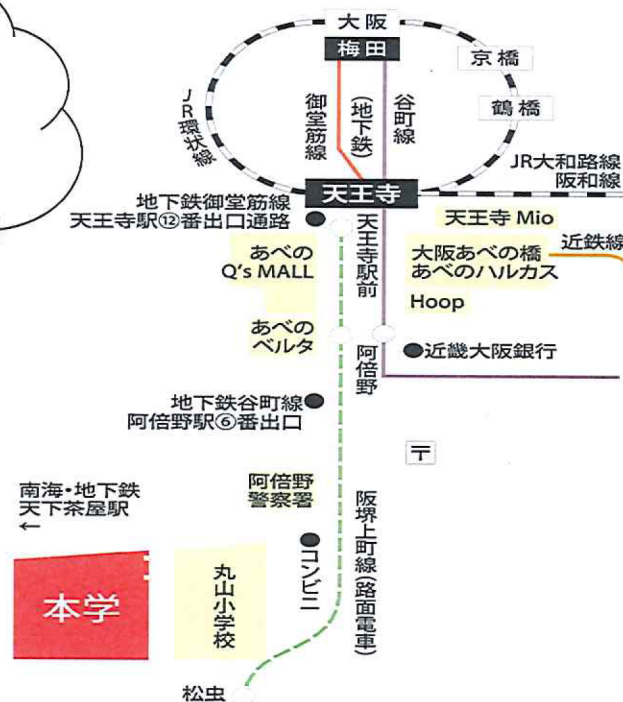 大阪
梅田
京橋
鶴橋
JR環状線
御堂筋線
(地下鉄)
谷町線
JR大和路線
阪和線
天王寺
地下鉄御堂筋線
天王寺駅⑫番出口通路
天王寺駅前
天王寺 Mio
あべの
Q's MALL
大阪あべの橋
あべのハルカス
近鉄線
Hoop
あべの
ベルタ
阿倍野
近畿大阪銀行
地下鉄谷町線
阿倍野駅⑥番出口
〒
南海・地下鉄
天下茶屋駅
←
阿倍野
警察署
阪堺上町線(路面電車)
コンビニ
丸山小学校
本学
松虫